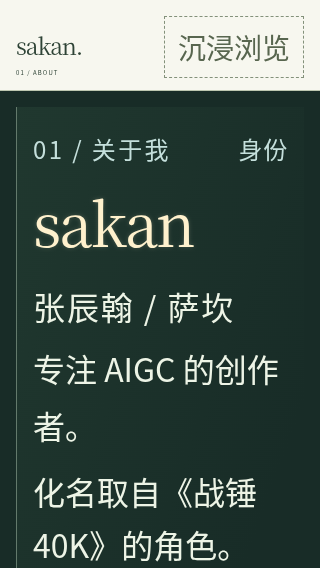 sakan.
沉浸浏览
01 / ABOUT
01 / 关于我
身份
sakan
张辰翰 / 萨坎
专注 AIGC 的创作
者。
化名取自《战锤
40K》的角色。